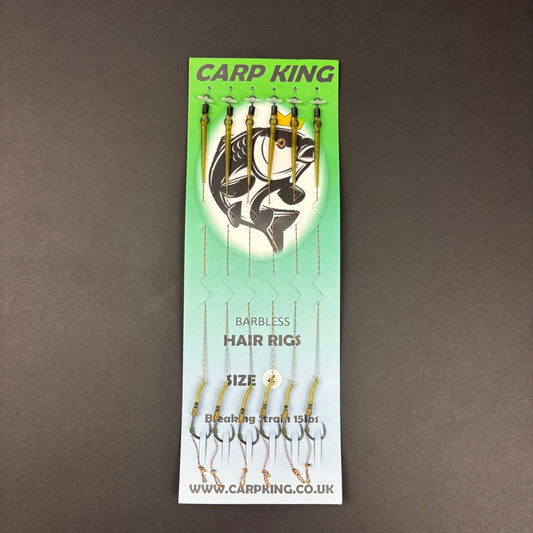 CARP KING
BARBLESS
HAIR RIGS
SIZE 4
Breaking Strain 15lbs
WWW.CARPKING.CO.UK